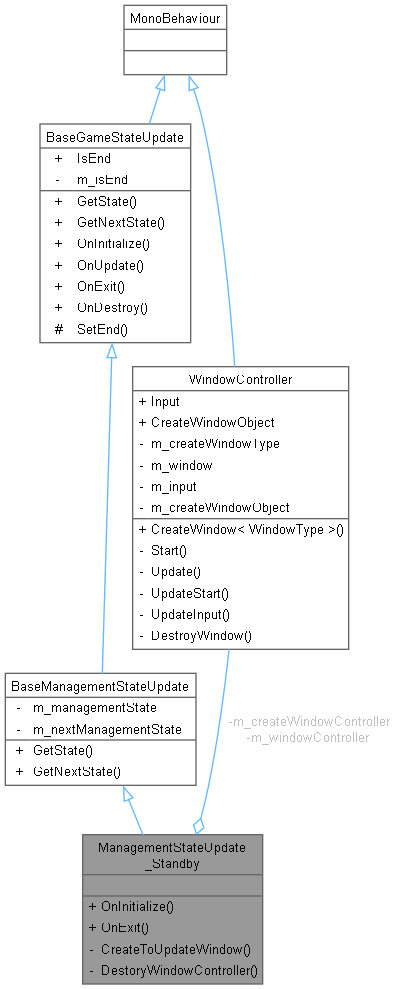 MonoBehaviour
BaseGameStateUpdate
+ IsEnd
- m_isEnd
+ GetState()
+ GetNextState()
+ OnInitialize()
+ OnUpdate()
+ OnExit()
+ OnDestroy()
# SetEnd()
WindowController
+ Input
+ CreateWindowObject
- m_createWindowType
- m_window
- m_input
- m_createWindowObject
+ CreateWindow< WindowType >()
- Start()
- Update()
- UpdateStart()
- UpdateInput()
- DestroyWindow()
BaseManagementStateUpdate
- m_managementState
- m_nextManagementState
+ GetState()
+ GetNextState()
-m_createWindowController
-m_windowController
ManagementStateUpdate
_Standby
+ OnInitialize()
+ OnExit()
- CreateToUpdateWindow()
- DestoryWindowController()